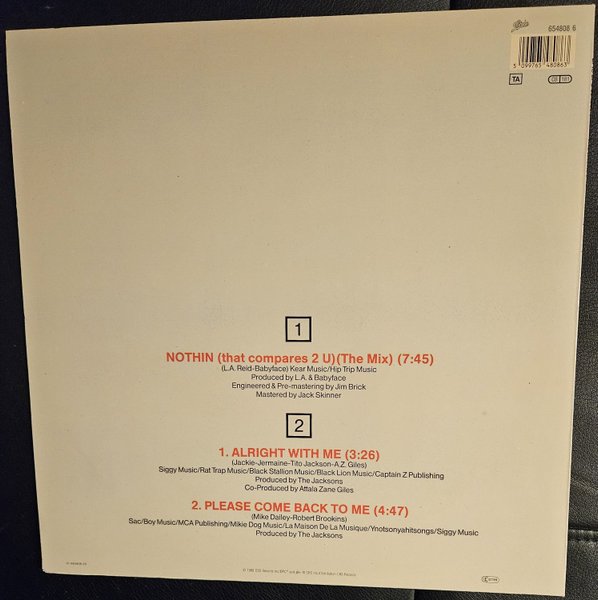 Epic
654808 6
5 099765 480863
TA
1
NOTHIN (that compares 2 U)(The Mix) (7:45)
(L.A. Reid-Babyface) Kear Music/Hip Trip Music
Produced by L.A. & Babyface
Engineered & Pre-mastering by Jim Brick
Mastered by Jack Skinner
2
1. ALRIGHT WITH ME (3:26)
(Jackie-Jermaine-Tito Jackson-A.Z. Giles)
Siggy Music/Rat Trap Music/Black Stallion Music/Black Lion Music/Captain Z Publishing
Produced by The Jacksons
Co-Produced by Attala Zane Giles
2. PLEASE COME BACK TO ME (4:47)
(Mike Dalley-Robert Brookins)
Sac/Boy Music/MCA Publishing/Mikie Dog Music/La Maison De La Musique/Ynotsonyahitsongs/Siggy Music
Produced by The Jacksons